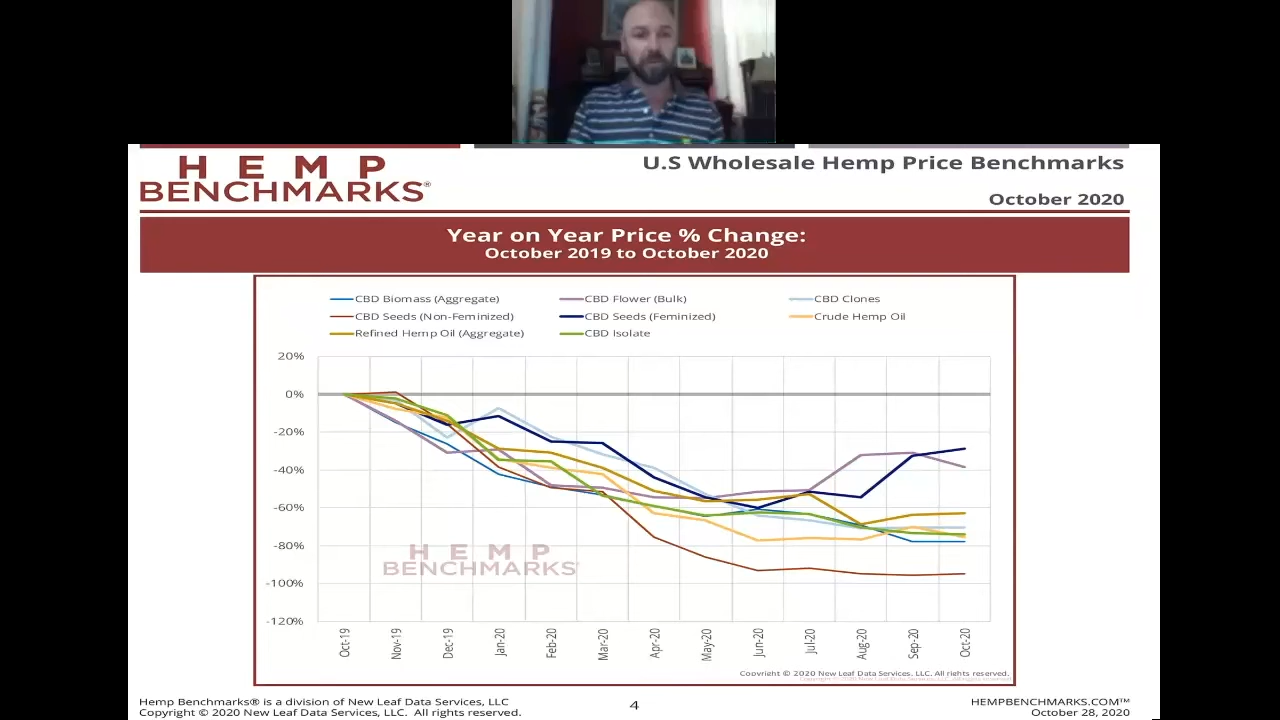 HEMP
BENCHMARKS®
U.S Wholesale Hemp Price Benchmarks
October 2020
Year on Year Price % Change:
October 2019 to October 2020
CBD Biomass (Aggregate) CBD Flower (Bulk) CBD Clones
CBD Seeds (Non-Feminized) CBD Seeds (Feminized) Crude Hemp Oil
Refined Hemp Oil (Aggregate) CBD Isolate
20%
0%
-20%
-40%
-60%
-80%
-100%
-120%
HEMP
BENCHMARKS
Oct-19 Nov-19 Dec-19 Jan-20 Feb-20 Mar-20 Apr-20 May-20 Jun-20 Jul-20 Aug-20 Sep-20 Oct-20
Copyright © 2020 New Leaf Data Services, LLC. All rights reserved.
Hemp Benchmarks® is a division of New Leaf Data Services, LLC
Copyright © 2020 New Leaf Data Services, LLC. All rights reserved.
4
HEMPBENCHMARKS.COM™
October 28, 2020